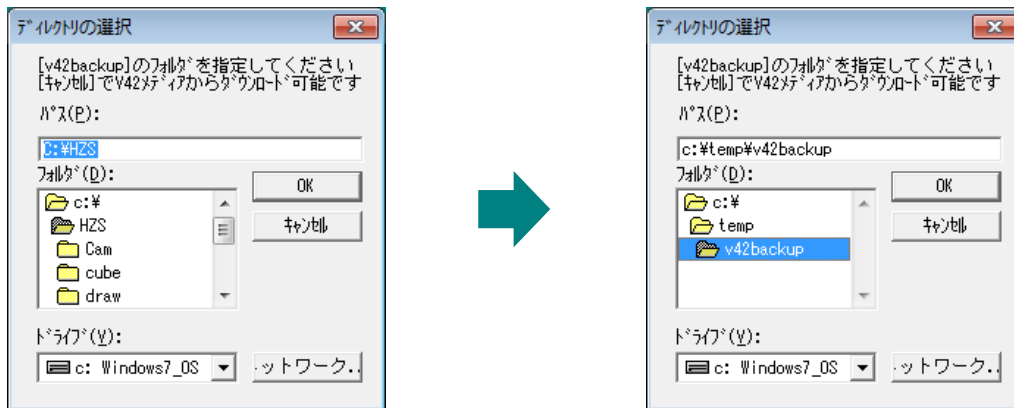 ディレクトリの選択
[v42backup]のフォルダを指定してください
[キャンセル]でV42メディアからダウンロード可能です
パス(P):
C:¥HZS
フォルダ(D):
OK
c:¥
HZS
キャンセル
Cam
cube
draw
ドライブ(V):
c: Windows7_OS
ットワーク..
ディレクトリの選択
[v42backup]のフォルダを指定してください
[キャンセル]でV42メディアからダウンロード可能です
パス(P):
c:¥temp¥v42backup
フォルダ(D):
OK
c:¥
temp
キャンセル
v42backup
ドライブ(V):
c: Windows7_OS
ットワーク..